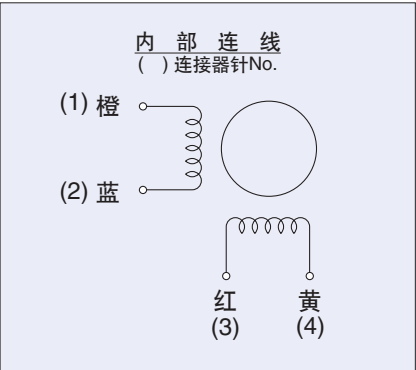 内部连线
( ) 连接器针No.
(1) 橙
(2) 蓝
红 黄
(3) (4)